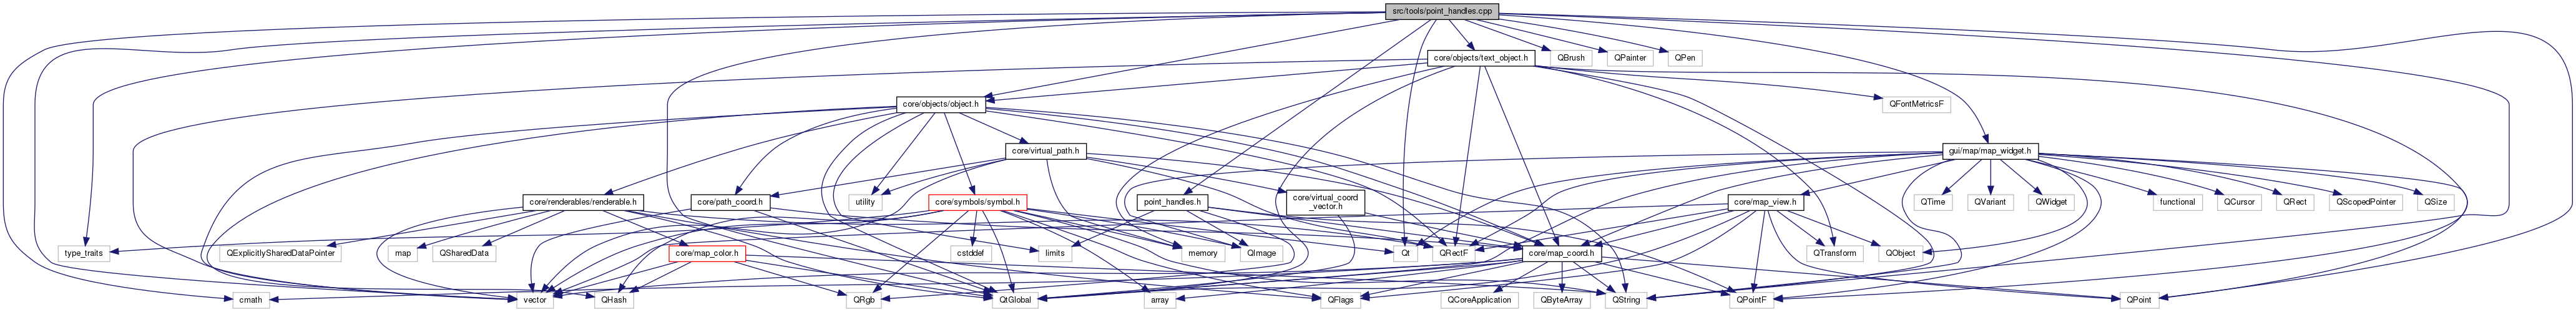 src/tools/point_handles.cpp
core/objects/text_object.h
QBrush
QPainter
QPen
core/objects/object.h
QFontMetricsF
core/virtual_path.h
gui/map/map_widget.h
core/renderables/renderable.h
core/path_coord.h
utility
core/symbols/symbol.h
point_handles.h
core/virtual_coord
_vector.h
core/map_view.h
QTime
QVariant
QWidget
functional
QCursor
QRect
QScopedPointer
QSize
type_traits
QExplicitlySharedDataPointer
map
QSharedData
core/map_color.h
cstddef
limits
memory
QImage
Qt
QRectF
core/map_coord.h
QTransform
QObject
cmath
vector
QHash
QRgb
QtGlobal
array
QFlags
QCoreApplication
QByteArray
QString
QPointF
QPoint